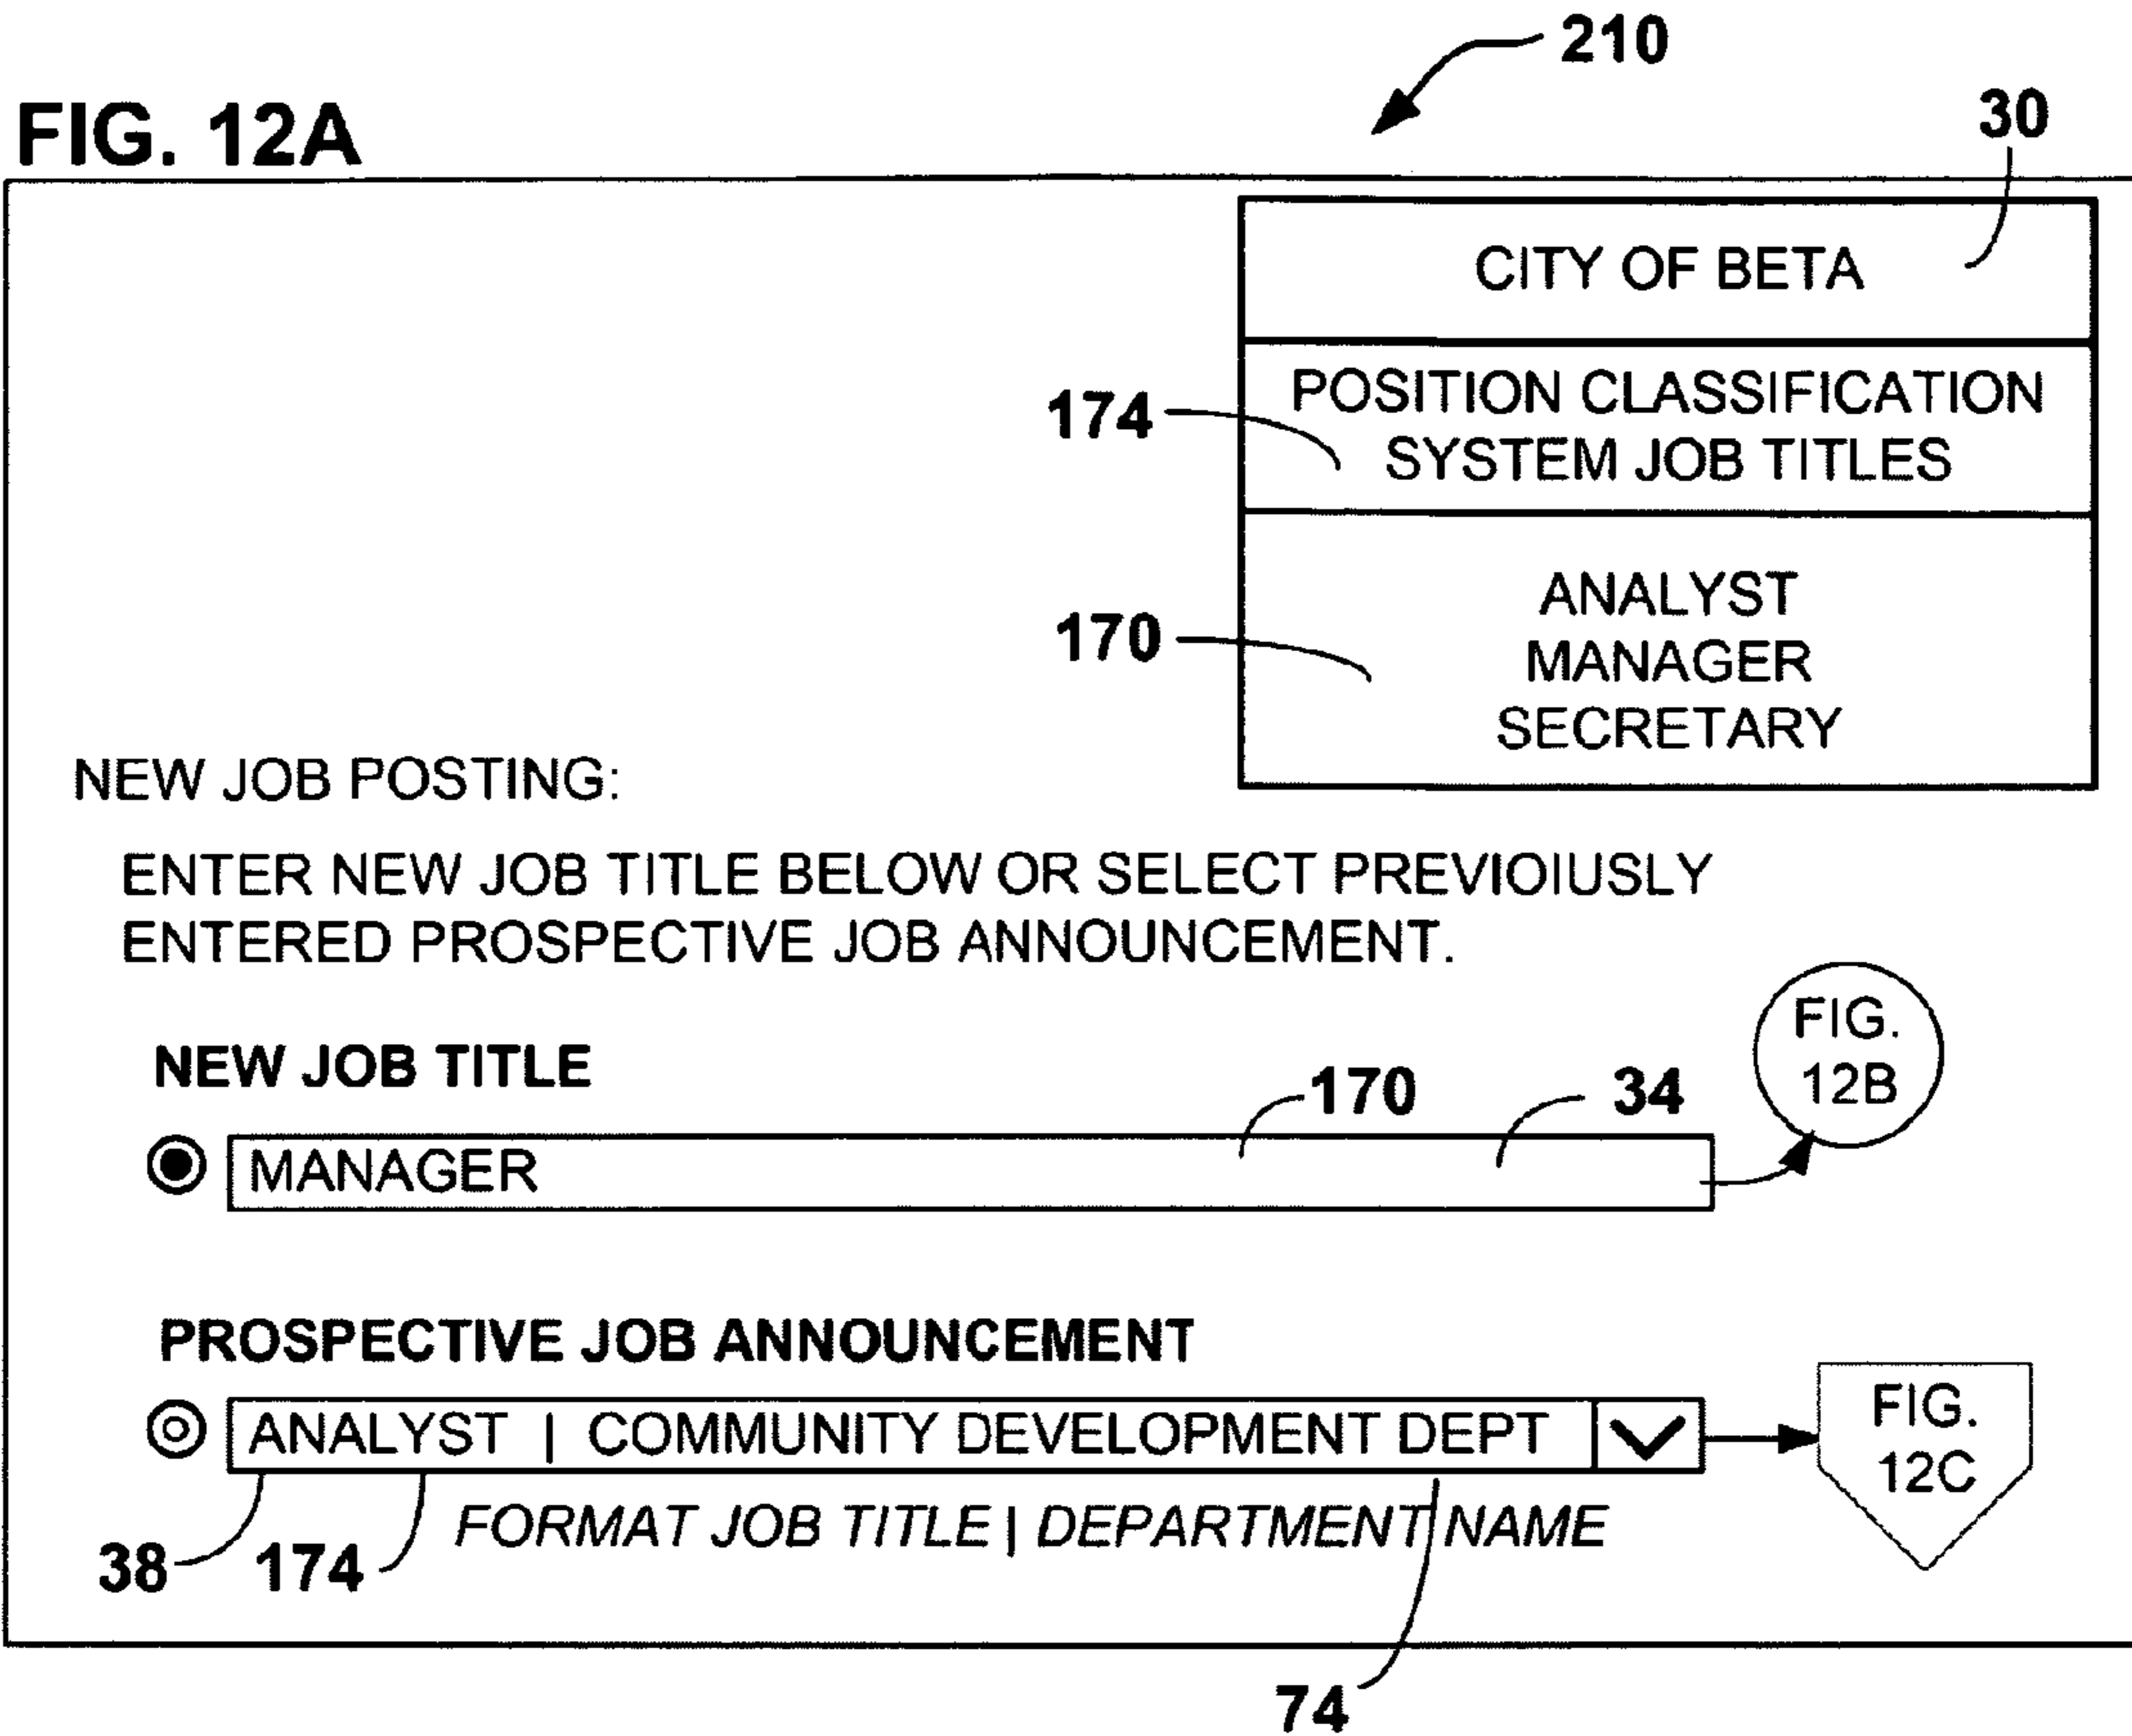 210
FIG. 12A
30
CITY OF BETA
174
POSITION CLASSIFICATION
SYSTEM JOB TITLES
170
ANALYST
MANAGER
SECRETARY
NEW JOB POSTING:
ENTER NEW JOB TITLE BELOW OR SELECT PREVIOIUSLY
ENTERED PROSPECTIVE JOB ANNOUNCEMENT.
FIG.
12B
NEW JOB TITLE
170
34
MANAGER
PROSPECTIVE JOB ANNOUNCEMENT
ANALYST | COMMUNITY DEVELOPMENT DEPT
FIG.
12C
FORMAT JOB TITLE | DEPARTMENT NAME
38
174
74